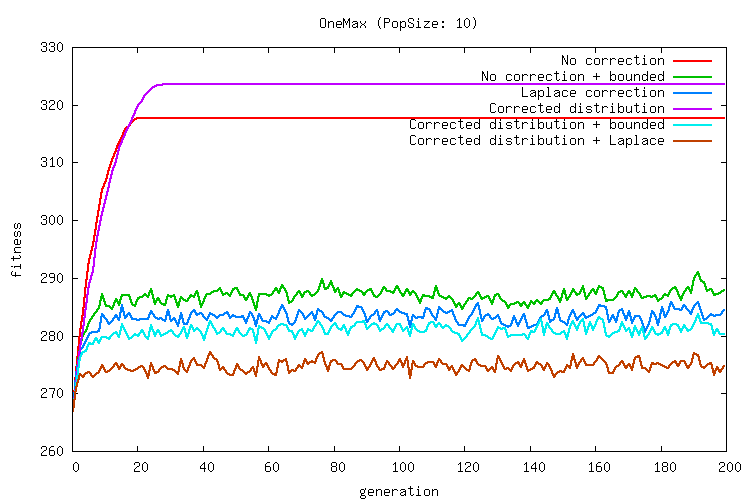 OneMax (PopSize: 10)
330
320
310
300
290
280
270
260
fitness
No correction
No correction + bounded
Laplace correction
Corrected distribution
Corrected distribution + bounded
Corrected distribution + Laplace
0 20 40 60 80 100 120 140 160 180 200
generation